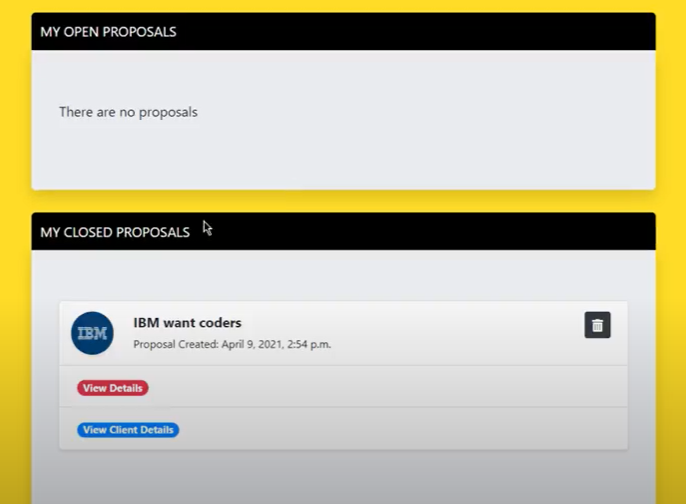 MY OPEN PROPOSALS
There are no proposals
MY CLOSED PROPOSALS
IBM
IBM want coders
Proposal Created: April 9, 2021, 2:54 p.m.
View Details
View Client Details